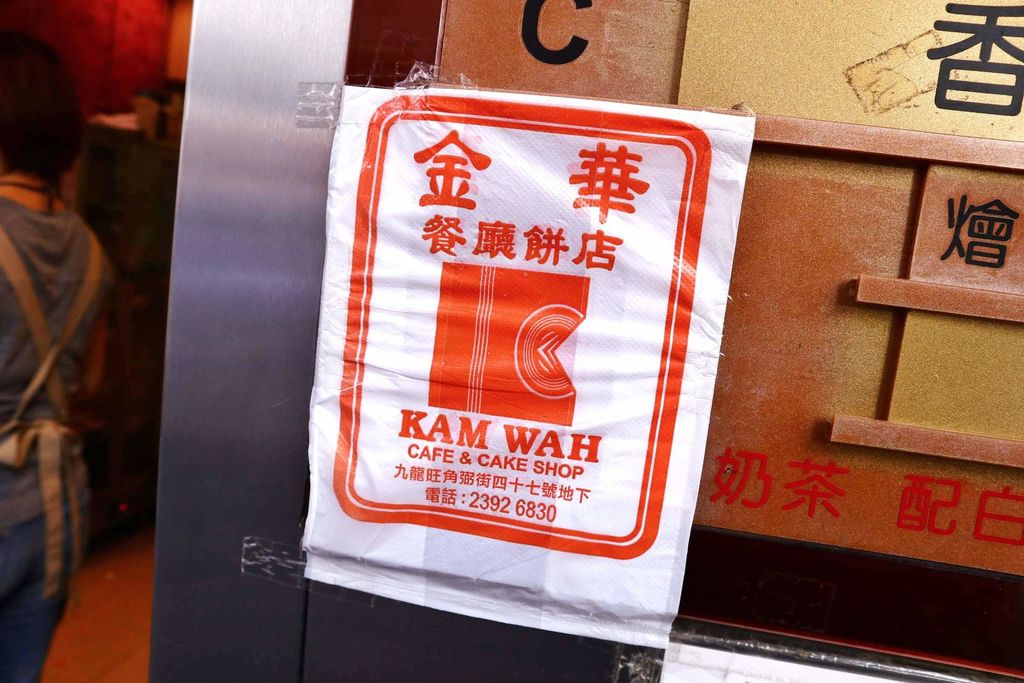 C
香
金 華
餐廳餅店
KAM WAH
CAFE & CAKE SHOP
九龍旺角弼街四十七號地下
電話 : 2392 6830
燴
奶茶 配白